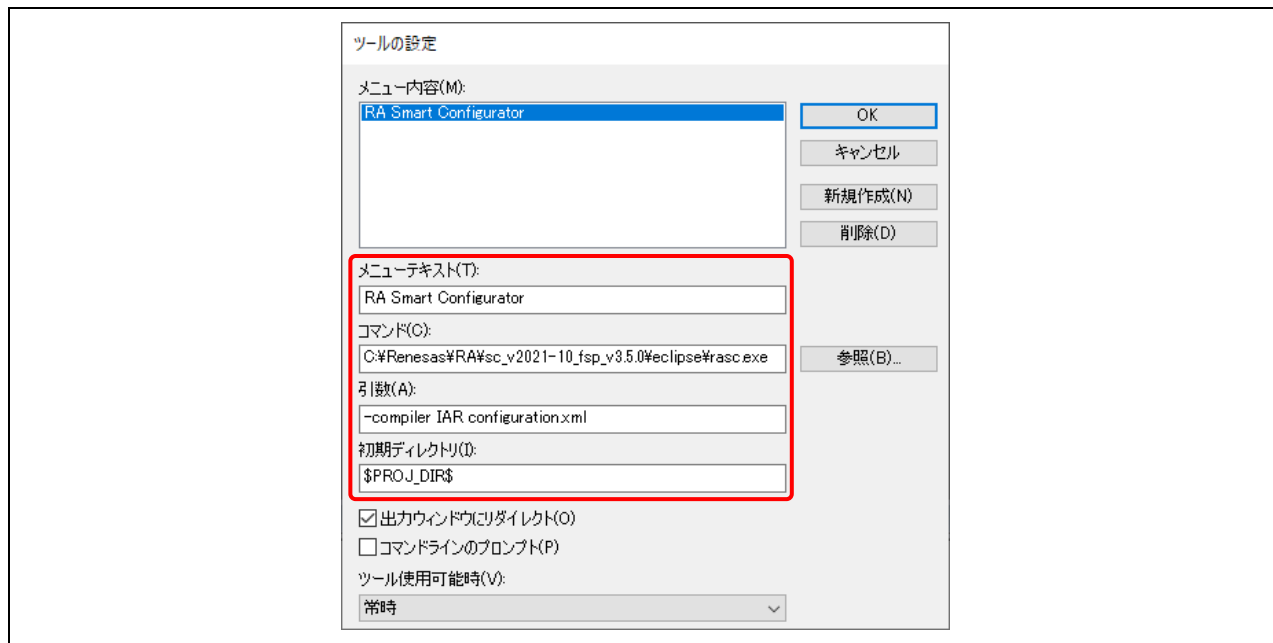 ツールの設定
メニュー内容(M):
RA Smart Configurator
OK
キャンセル
新規作成(N)
削除(D)
メニューテキスト(T):
RA Smart Configurator
コマンド(C):
C:¥Renesas¥RA¥sc_v2021-10_fsp_v3.5.0¥eclipse¥rasc.exe
参照(B)...
引数(A):
-compiler IAR configuration.xml
初期ディレクトリ(I):
$PROJ_DIR$
出力ウィンドウにリダイレクト(O)
コマンドラインのプロンプト(P)
ツール使用可能時(V):
常時